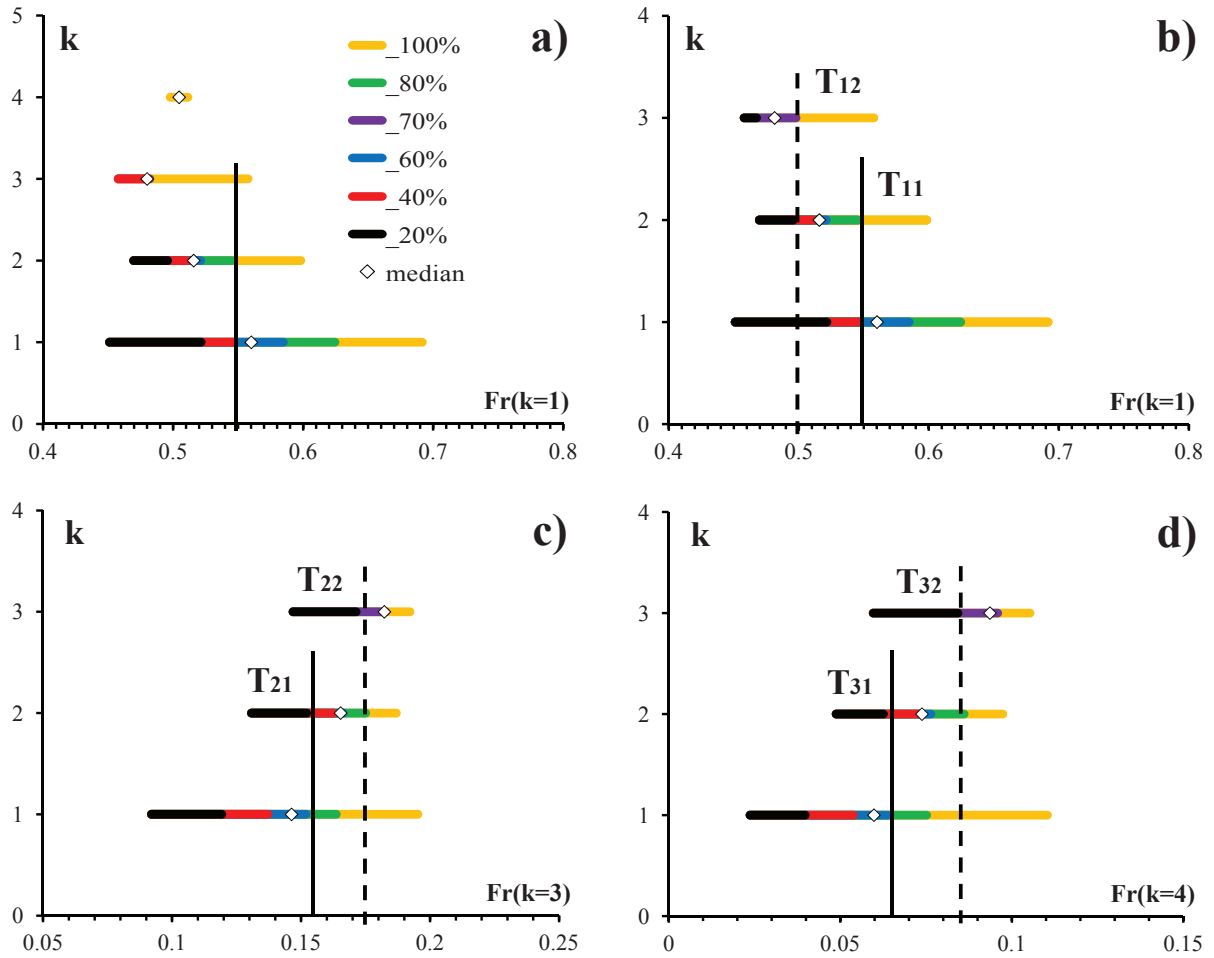 a)
k
5
4
3
2
1
0
_100%
_80%
_70%
_60%
_40%
_20%
median
Fr(k=1)
0.4 0.5 0.6 0.7 0.8
b)
k
4
3
2
1
0
T12
T11
Fr(k=1)
0.4 0.5 0.6 0.7 0.8
c)
k
4
3
2
1
0
T22
T21
Fr(k=3)
0.05 0.1 0.15 0.2 0.25
d)
k
4
3
2
1
0
T32
T31
Fr(k=4)
0 0.05 0.1 0.15